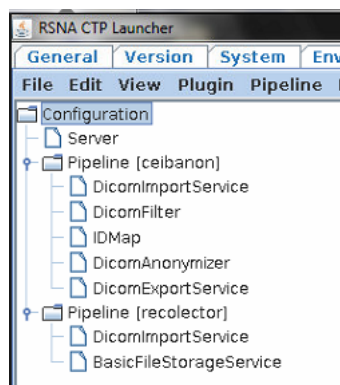 RSNA CTP Launcher
General Version System
File Edit View Plugin Pipeline
Configuration
Server
Pipeline [ceibanon]
DicomImportService
DicomFilter
IDMap
DicomAnonymizer
DicomExportService
Pipeline [recolector]
DicomImportService
BasicFileStorageService